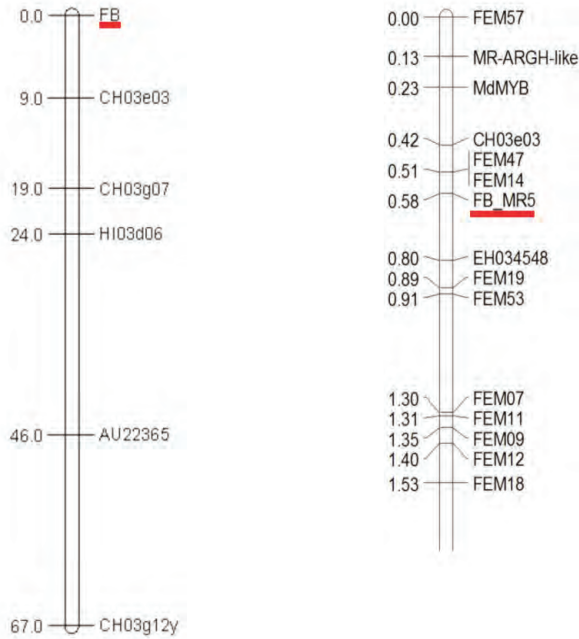 0.0 FB
9.0 CH03e03
19.0 CH03g07
24.0 HI03d06
46.0 AU22365
67.0 CH03g12y
0.00 FEM57
0.13 MR-ARGH-like
0.23 MdMYB
0.42 CH03e03
0.51 FEM47
FEM14
0.58 FB_MR5
0.80 EH034548
0.89 FEM19
0.91 FEM53
1.30 FEM07
1.31 FEM11
1.35 FEM09
1.40 FEM12
1.53 FEM18